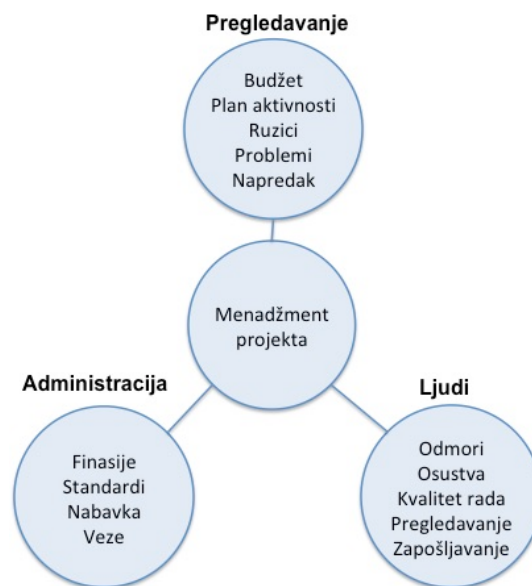 Pregledavanje
Budžet
Plan aktivnosti
Ruzici
Problemi
Napredak
Menadžment
projekta
Administracija
Finasije
Standardi
Nabavka
Veze
Ljudi
Odmori
Osustva
Kvalitet rada
Pregledavanje
Zapošljavanje